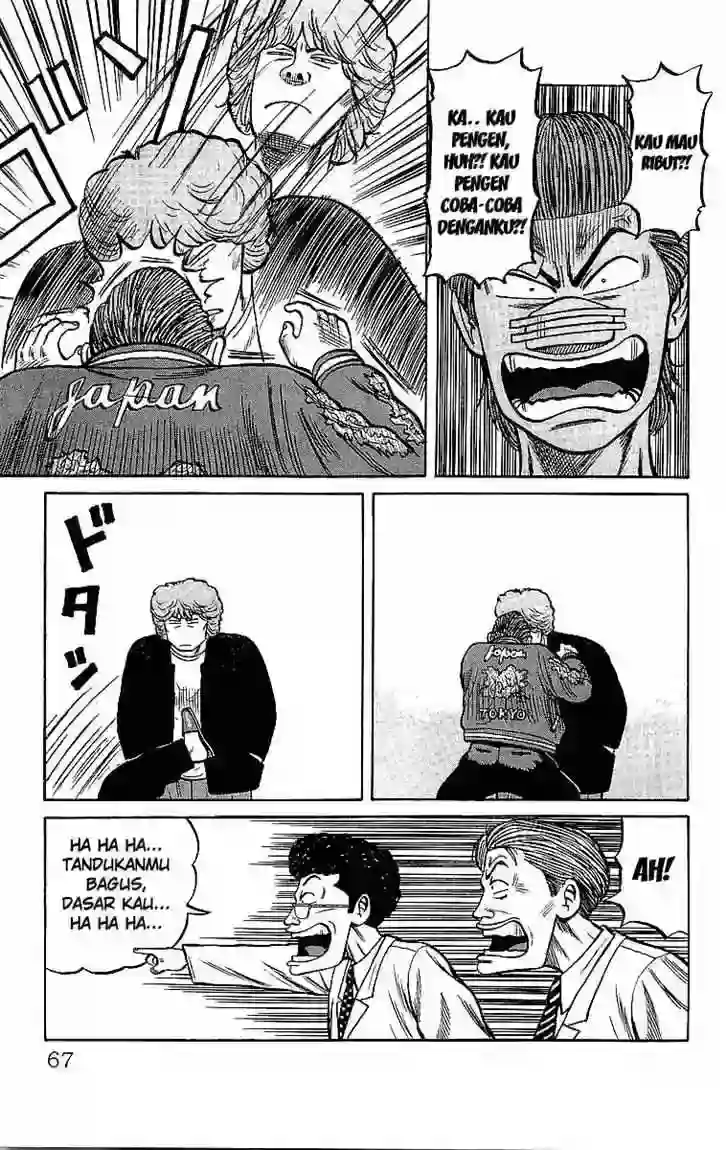 KAU MAU
RIBUT?!
KA.. KAU
PENGEN,
HUH?! KAU
PENGEN
COBA-COBA
DENGANKU?!
Japan
Japan
TOKYO
ドタッ
AH!
HA HA HA...
TANDUKANMU
BAGUS,
DASAR KAU...
HA HA HA...
67